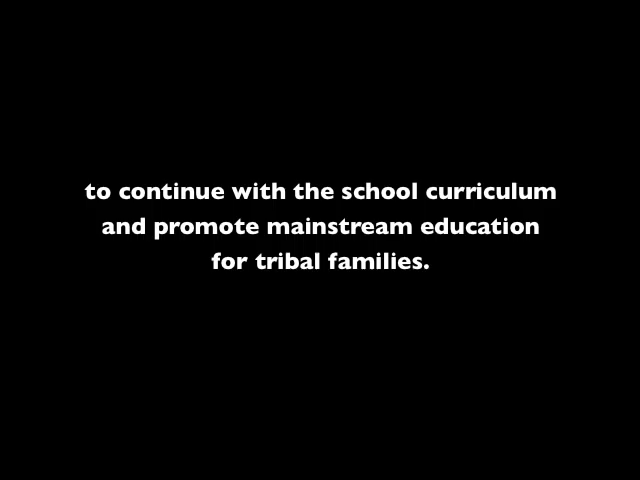 to continue with the school curriculum
and promote mainstream education
for tribal families.